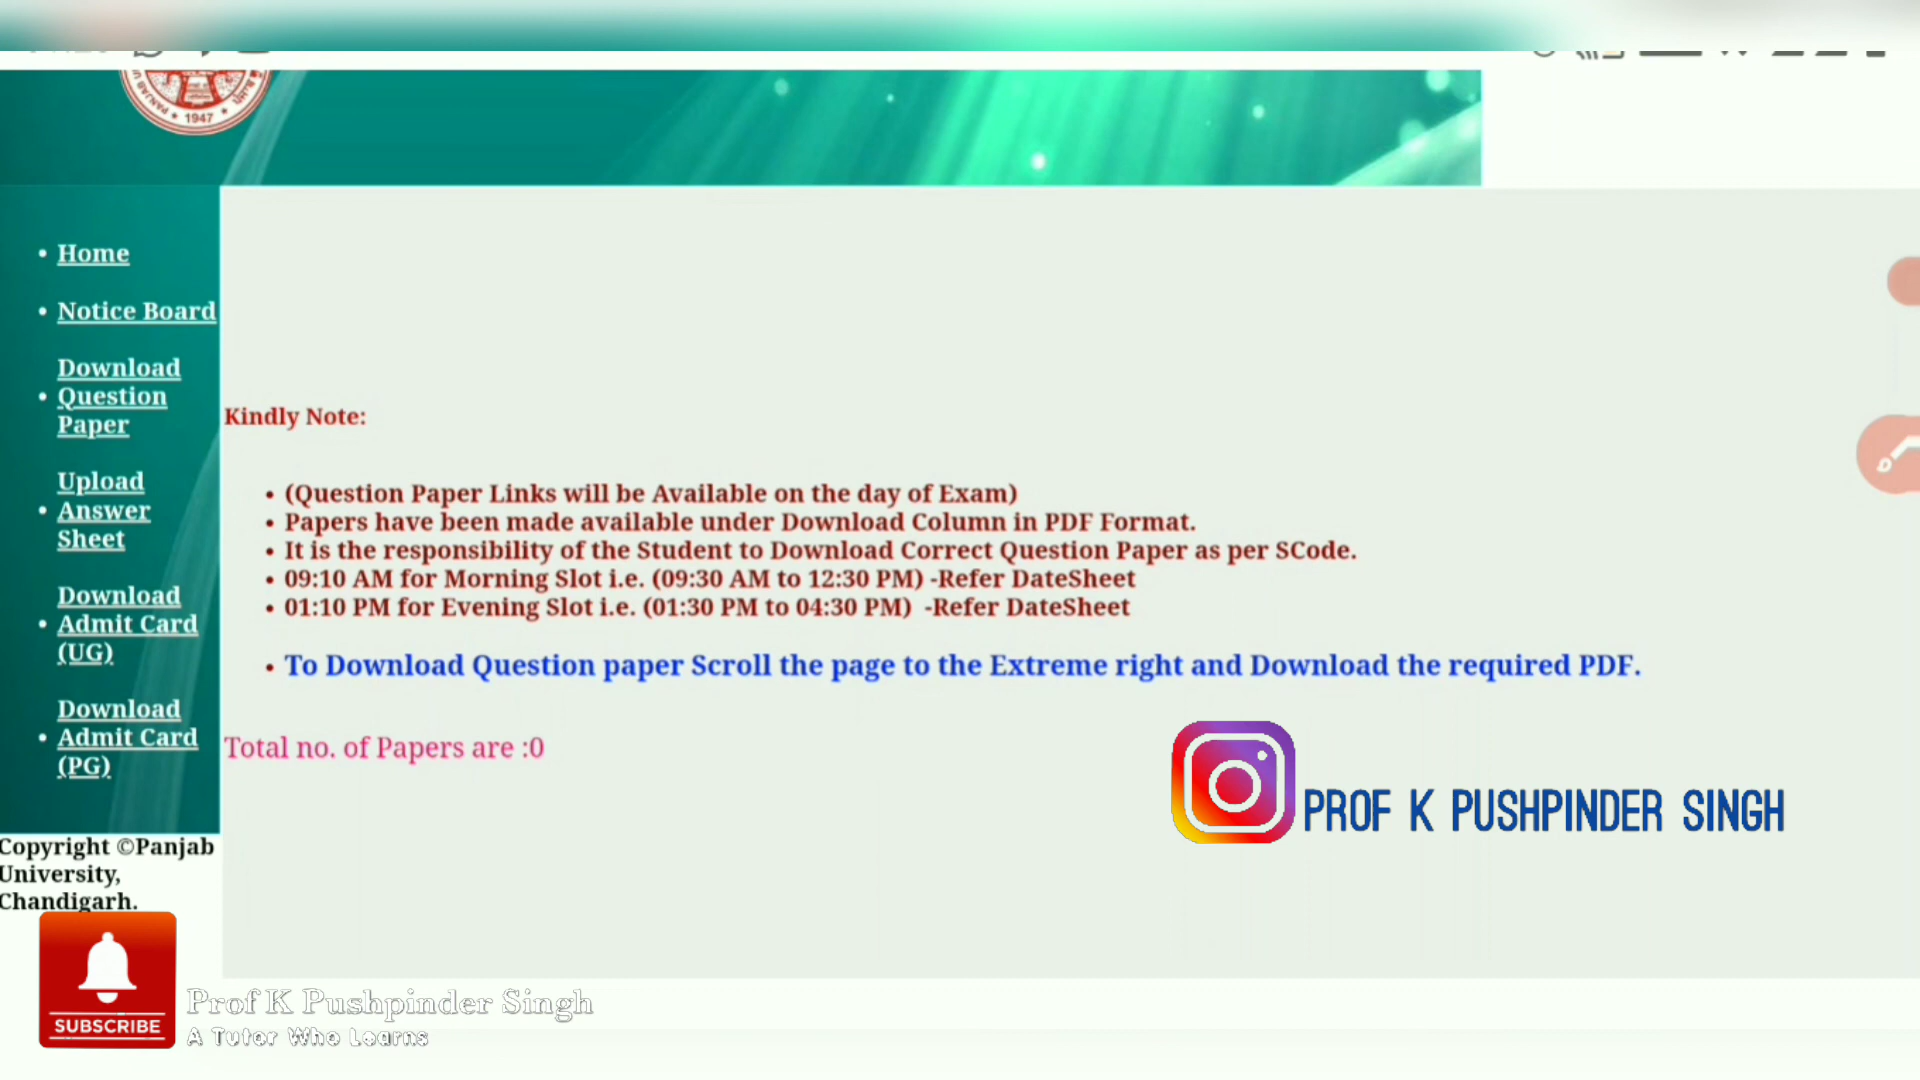 1947
Home
Notice Board
Download
Question
Paper
Upload
Answer
Sheet
Download
Admit Card
(UG)
Download
Admit Card
(PG)
Copyright ©Panjab
University,
Chandigarh.
Kindly Note:
(Question Paper Links will be Available on the day of Exam)
Papers have been made available under Download Column in PDF Format.
It is the responsibility of the Student to Download Correct Question Paper as per SCode.
09:10 AM for Morning Slot i.e. (09:30 AM to 12:30 PM) -Refer DateSheet
01:10 PM for Evening Slot i.e. (01:30 PM to 04:30 PM) -Refer DateSheet
To Download Question paper Scroll the page to the Extreme right and Download the required PDF.
Total no. of Papers are :0
PROF K PUSHPINDER SINGH
SUBSCRIBE
Prof K Pushpinder Singh
A Tutor Who Learns